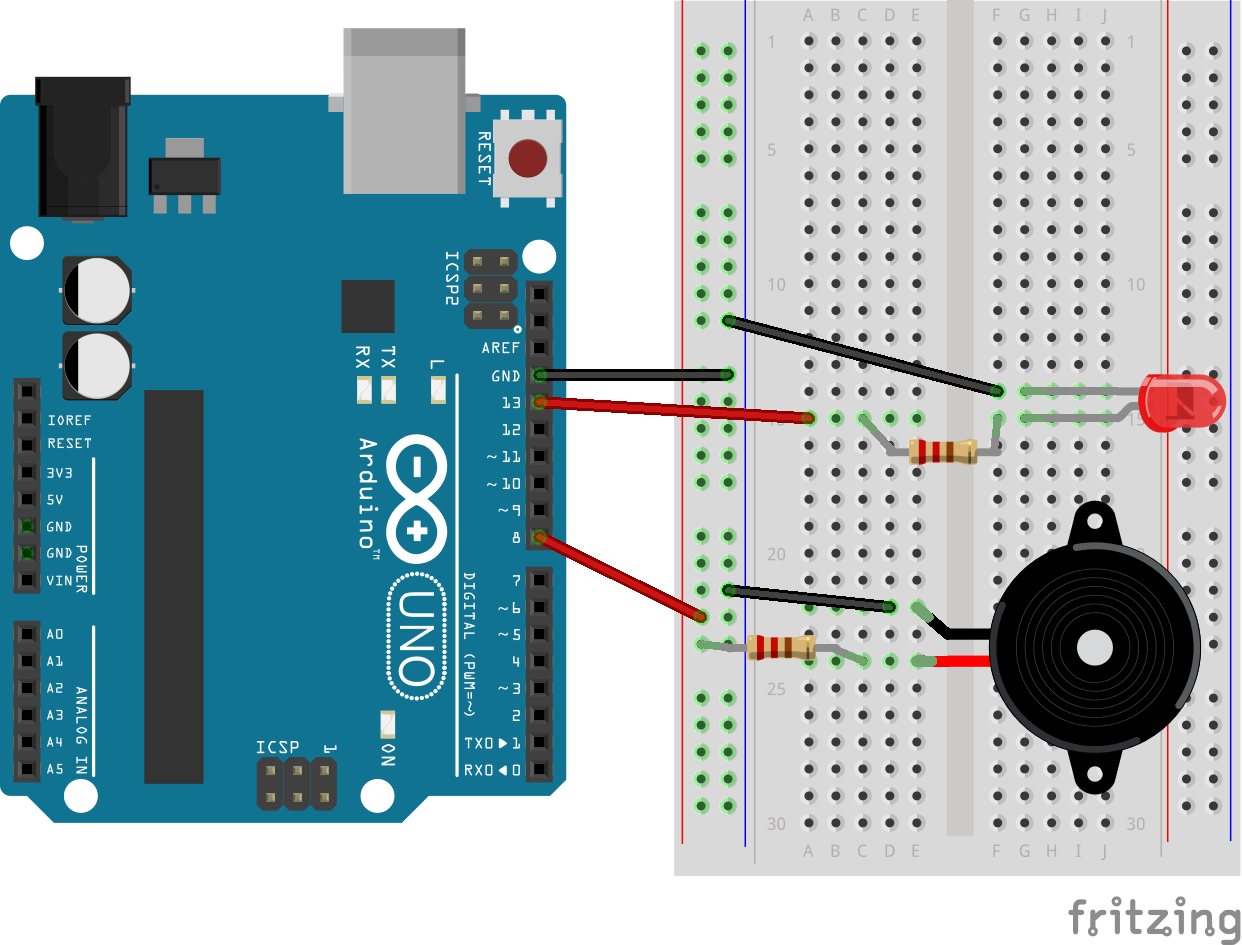 A B C D E F G H I J
1 1
5 5
10 10
15
20
25 25
30 30
A B C D E F G H I J
RESET
ICSP2
AREF
GND
13
12
~11
~10
~9
8
7
~6
~5
4
~3
2
TX0▶1
RX0◀0
DIGITAL (PWM=~)
RX
TX
L
Arduino™
UNO
ON
IOREF
RESET
3V3
5V
GND
GND
VIN
POWER
A0
A1
A2
A3
A4
A5
ANALOG IN
ICSP
1
fritzing